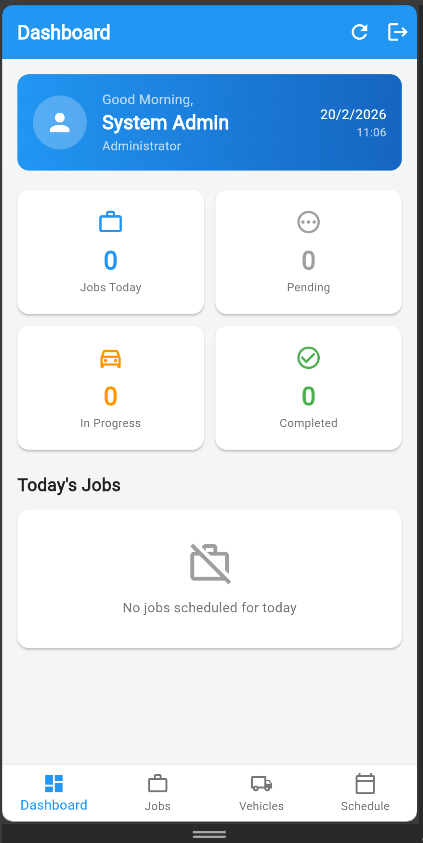 Dashboard
Good Morning,
System Admin
Administrator
20/2/2026
11:06
0
Jobs Today
0
Pending
0
In Progress
0
Completed
Today's Jobs
No jobs scheduled for today
Dashboard
Jobs
Vehicles
Schedule